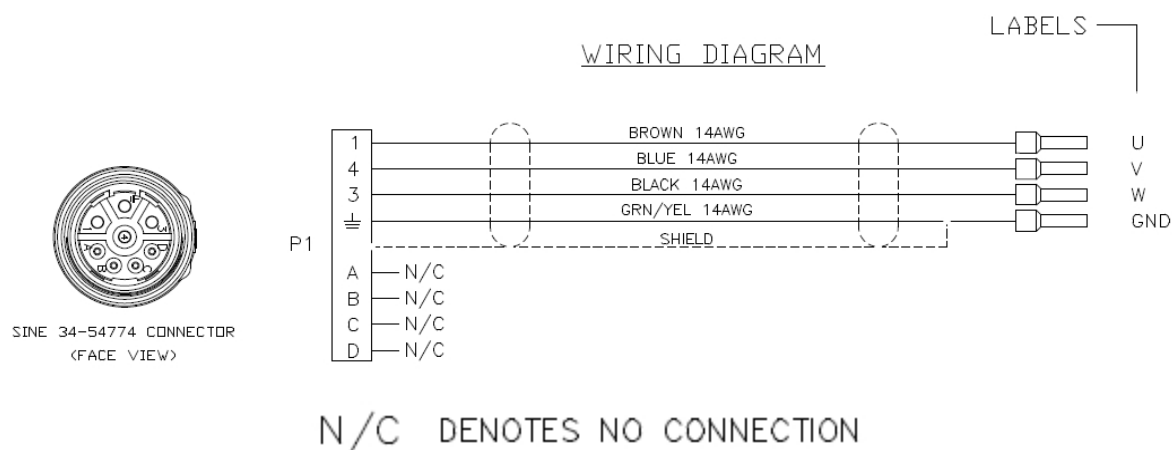 LABELS
WIRING DIAGRAM
1 BROWN 14AWG U
4 BLUE 14AWG V
3 BLACK 14AWG W
GRN/YEL 14AWG GND
P1 SHIELD
A N/C
B N/C
C N/C
D N/C
SINE 34-54774 CONNECTOR
(FACE VIEW)
N/C DENOTES NO CONNECTION